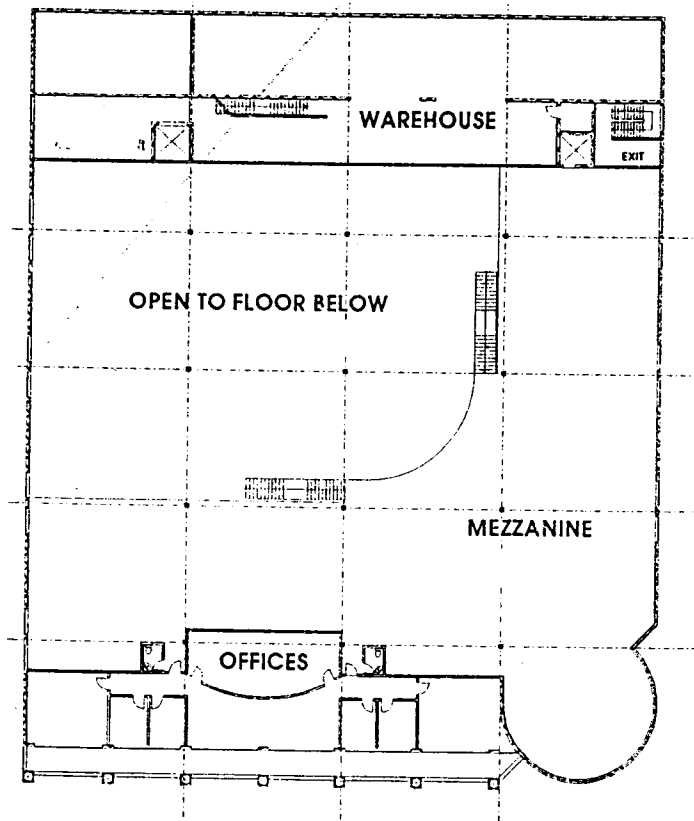 WAREHOUSE
EXIT
OPEN TO FLOOR BELOW
MEZZANINE
OFFICES